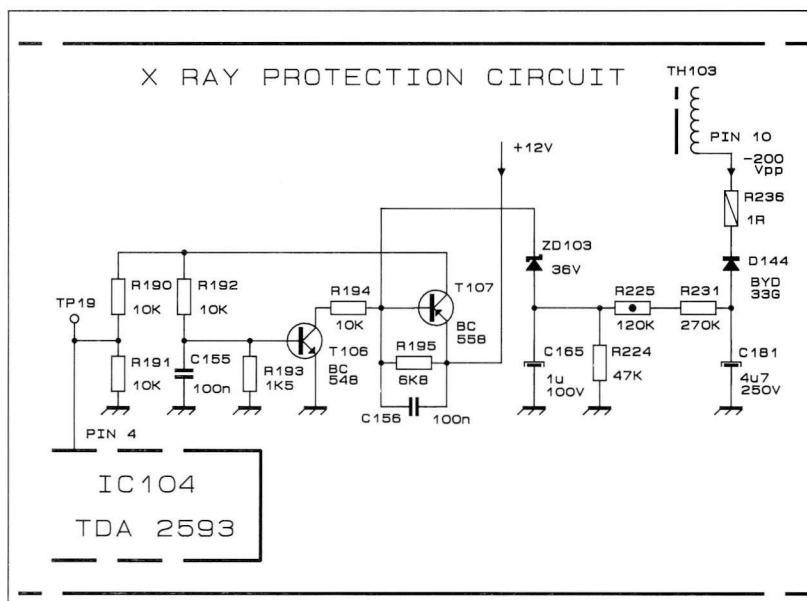 X RAY PROTECTION CIRCUIT
TH103
PIN 10
+12V
-200
Vpp
R236
1R
ZD103
36V
D144
BYD
33G
R190
10K
R192
10K
R194
10K
T107
BC
558
R225
120K
R231
270K
TP19
R191
10K
C155
100n
R193
1K5
T106
BC
548
R195
6K8
C156
100n
C165
1u
100V
R224
47K
C181
4u7
250V
PIN 4
IC104
TDA 2593